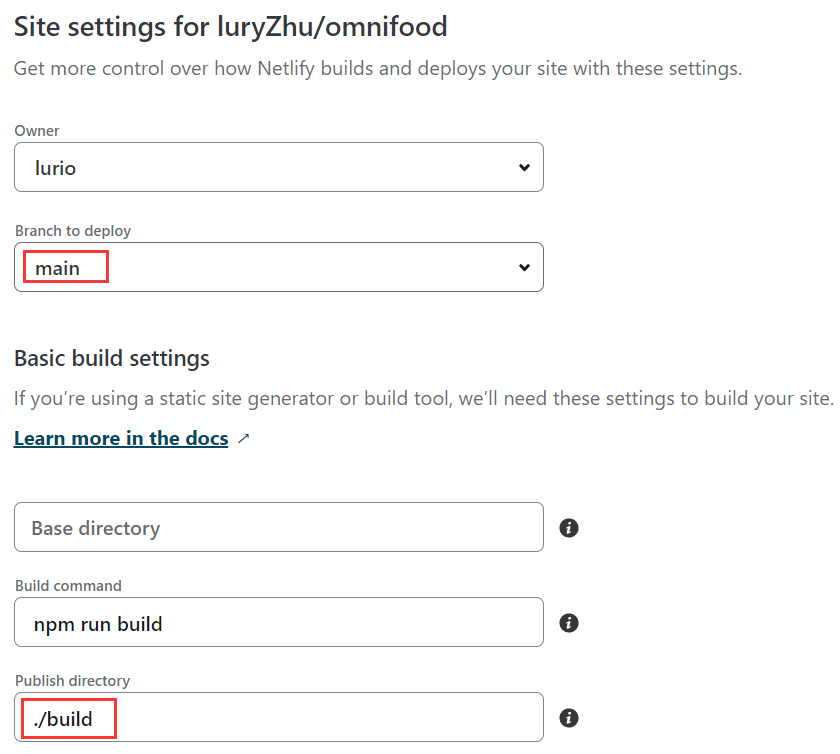 Site settings for luryZhu/omnifood
Get more control over how Netlify builds and deploys your site with these settings.
Owner
lurio
Branch to deploy
main
Basic build settings
If you’re using a static site generator or build tool, we’ll need these settings to build your site.
Learn more in the docs ↗
Base directory
Build command
npm run build
Publish directory
./build